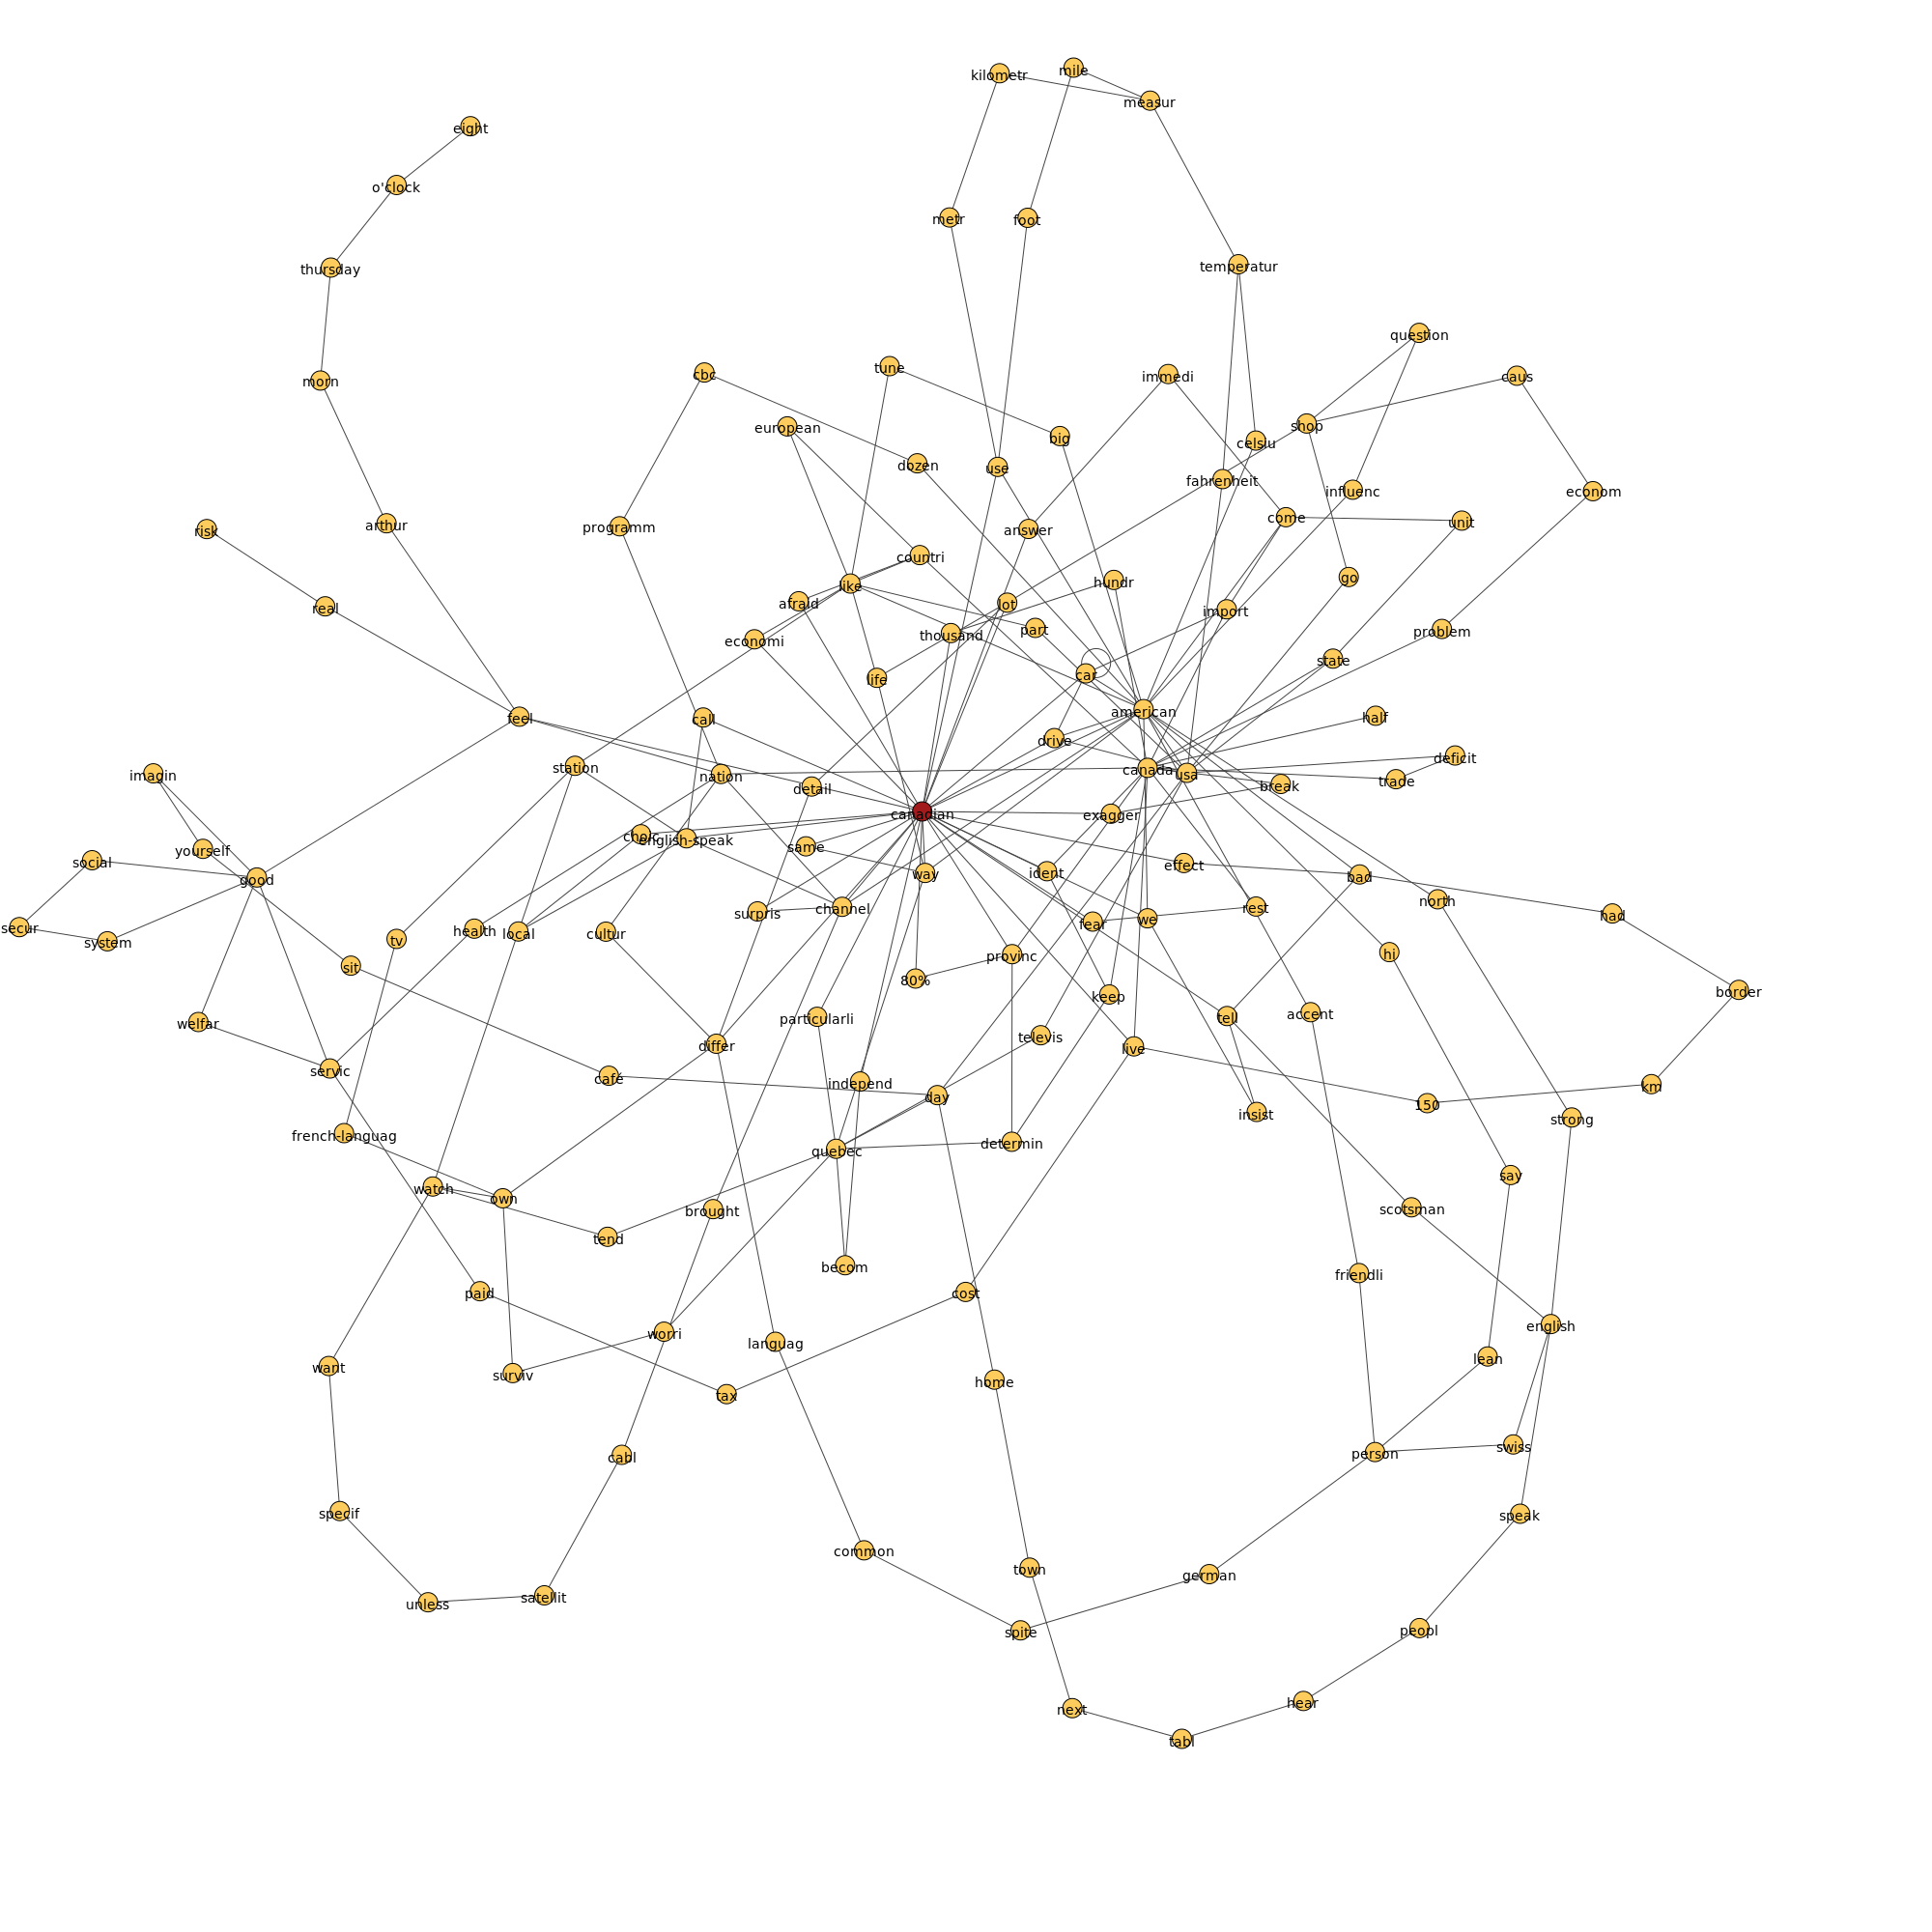 mile
kilometr
measur
eight
o'clock
metr
foot
temperatur
thursday
question
tune
cbc
immedi
caus
morn
european
big
shop
celsiu
dozen
use
fahrenheit
influenc
econom
come
unit
arthur
programm
risk
answer
countri
like
hundr
go
afraid
lot
real
import
thousand
part
problem
economi
state
life
car
feel
call
american
half
drive
deficit
station
canada
usa
imagin
nation
trade
detail
break
canadian
exagger
choic
english-speak
same
yourself
social
effect
good
way
ident
bad
north
channel
rest
surpris
had
we
fear
secur
health
local
cultur
system
tv
hi
provinc
sit
80%
border
keep
accent
tell
particularli
welfar
televis
differ
live
servic
café
independ
km
day
150
insist
strong
french-languag
determin
quebec
say
watch
own
scotsman
brought
tend
becom
friendli
paid
cost
english
worri
languag
lean
want
surviv
home
tax
person
swiss
cabl
specif
speak
common
town
german
satellit
unless
spite
peopl
hear
next
tabl